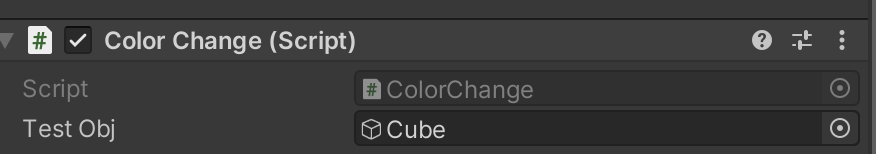 Color Change (Script)
Script ColorChange
Test Obj Cube